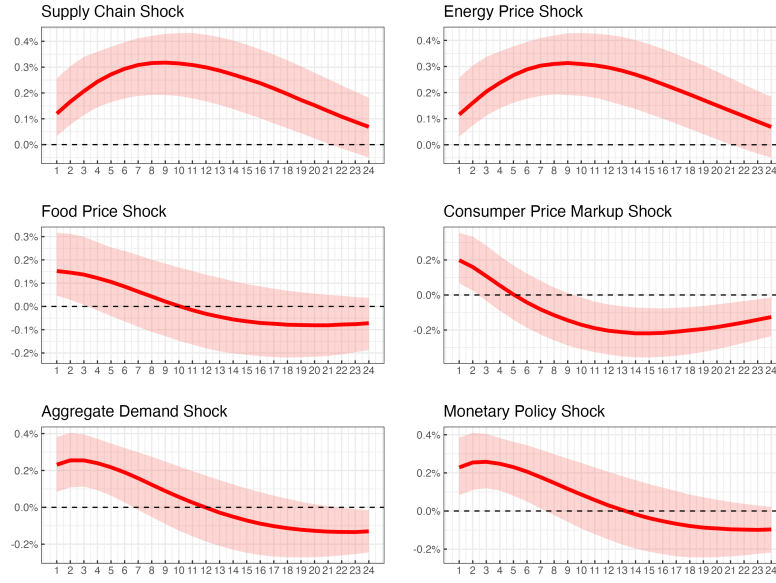 Supply Chain Shock
0.4%
0.3%
0.2%
0.1%
0.0%
1 2 3 4 5 6 7 8 9 10 11 12 13 14 15 16 17 18 19 20 21 22 23 24
Energy Price Shock
0.4%
0.3%
0.2%
0.1%
0.0%
1 2 3 4 5 6 7 8 9 10 11 12 13 14 15 16 17 18 19 20 21 22 23 24
Food Price Shock
0.3%
0.2%
0.1%
0.0%
-0.1%
-0.2%
1 2 3 4 5 6 7 8 9 10 11 12 13 14 15 16 17 18 19 20 21 22 23 24
Consumper Price Markup Shock
0.2%
0.0%
-0.2%
1 2 3 4 5 6 7 8 9 10 11 12 13 14 15 16 17 18 19 20 21 22 23 24
Aggregate Demand Shock
0.4%
0.2%
0.0%
-0.2%
1 2 3 4 5 6 7 8 9 10 11 12 13 14 15 16 17 18 19 20 21 22 23 24
Monetary Policy Shock
0.4%
0.2%
0.0%
-0.2%
1 2 3 4 5 6 7 8 9 10 11 12 13 14 15 16 17 18 19 20 21 22 23 24